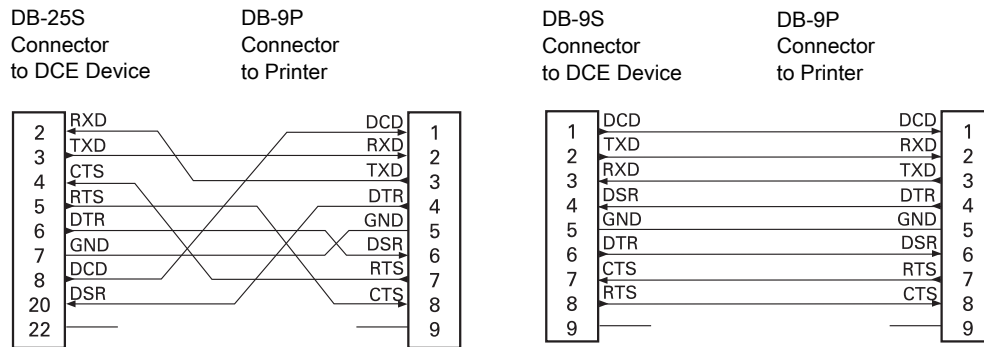 DB-25S
Connector
to DCE Device
DB-9P
Connector
to Printer
2 RXD DCD 1
3 TXD RXD 2
4 CTS TXD 3
5 RTS DTR 4
6 DTR GND 5
7 GND DSR 6
8 DCD RTS 7
20 DSR CTS 8
22 9
DB-9S
Connector
to DCE Device
DB-9P
Connector
to Printer
1 DCD DCD 1
2 TXD RXD 2
3 RXD TXD 3
4 DSR DTR 4
5 GND GND 5
6 DTR DSR 6
7 CTS RTS 7
8 RTS CTS 8
9 9